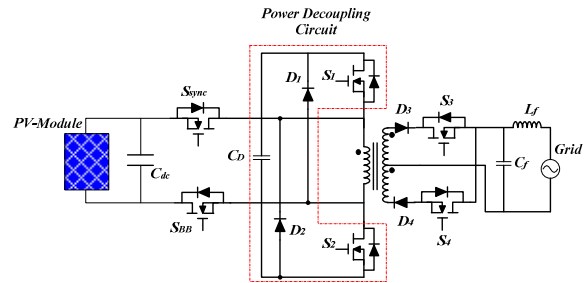 Power Decoupling
Circuit
S1
D1
Ssync
D3
S3
Lf
PV-Module
Grid
Cdc
CD
Cf
SBB
D2
S2
D4
S4